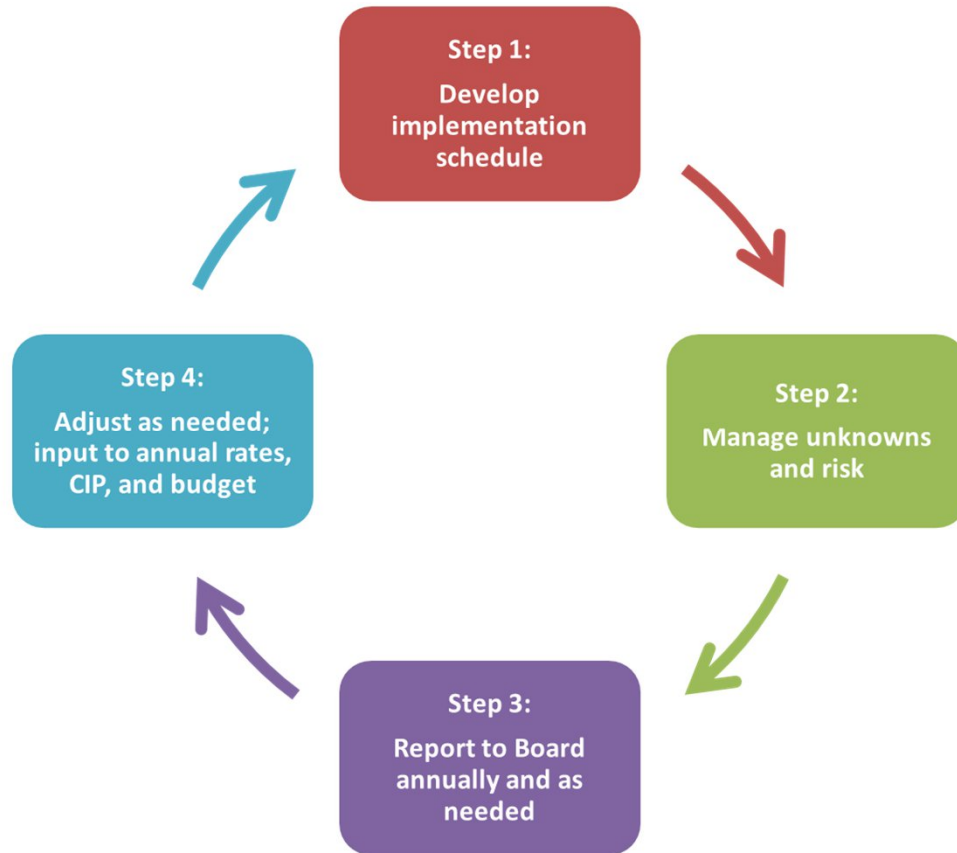 Step 1:
Develop
implementation
schedule
Step 2:
Manage unknowns
and risk
Step 3:
Report to Board
annually and as
needed
Step 4:
Adjust as needed;
input to annual rates,
CIP, and budget